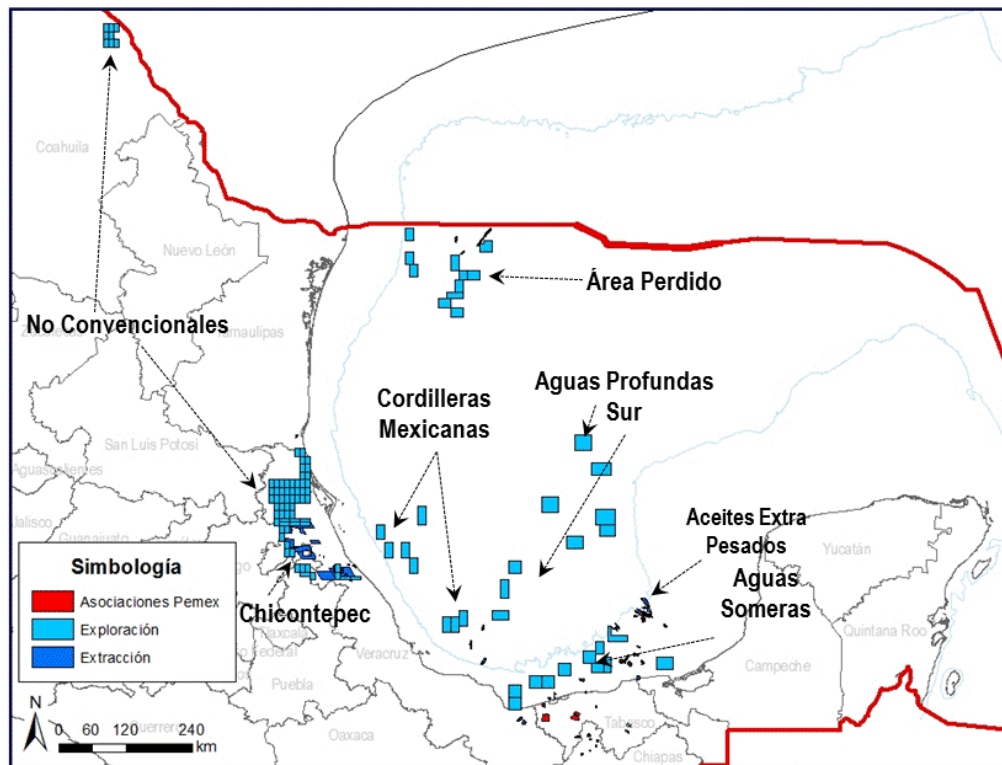 Coahuila
Nuevo León
Área Perdido
No Convencionales
Tamaulipas
Cordilleras
Mexicanas
Aguas Profundas
Sur
San Luis Potosí
Aguascalientes
Jalisco
Guanajuato
Aceites Extra
Pesados
Aguas
Someras
Yucatán
Quintana Roo
Campeche
Simbología
Asociaciones Pemex
Exploración
Extracción
Chicontepec
Tlaxcala
Federal
Veracruz
Puebla
Guerrero
Oaxaca
Tabasco
Chiapas
N
0 60 120 240
km